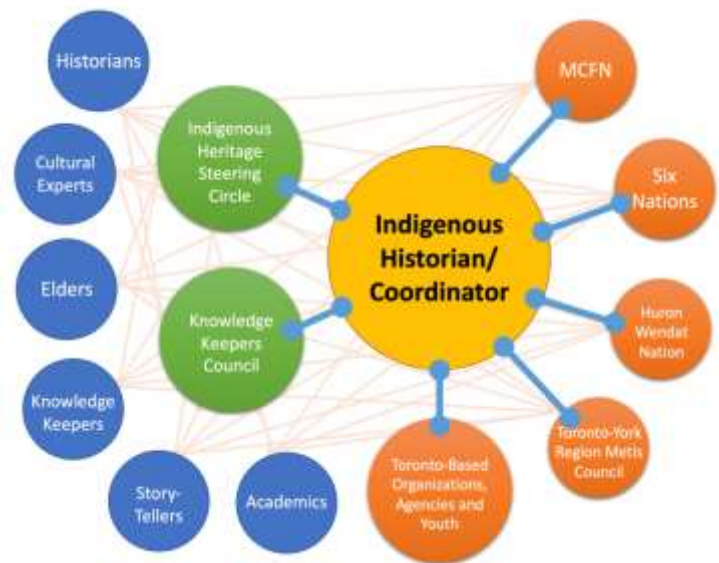 Historians
MCFN
Indigenous
Heritage
Steering
Circle
Cultural
Experts
Six
Nations
Indigenous
Historian/
Coordinator
Elders
Knowledge
Keepers
Council
Huron
Wendat
Nation
Knowledge
Keepers
Toronto-York
Region Metis
Council
Toronto-Based
Organizations,
Agencies and
Youth
Story-
Tellers
Academics